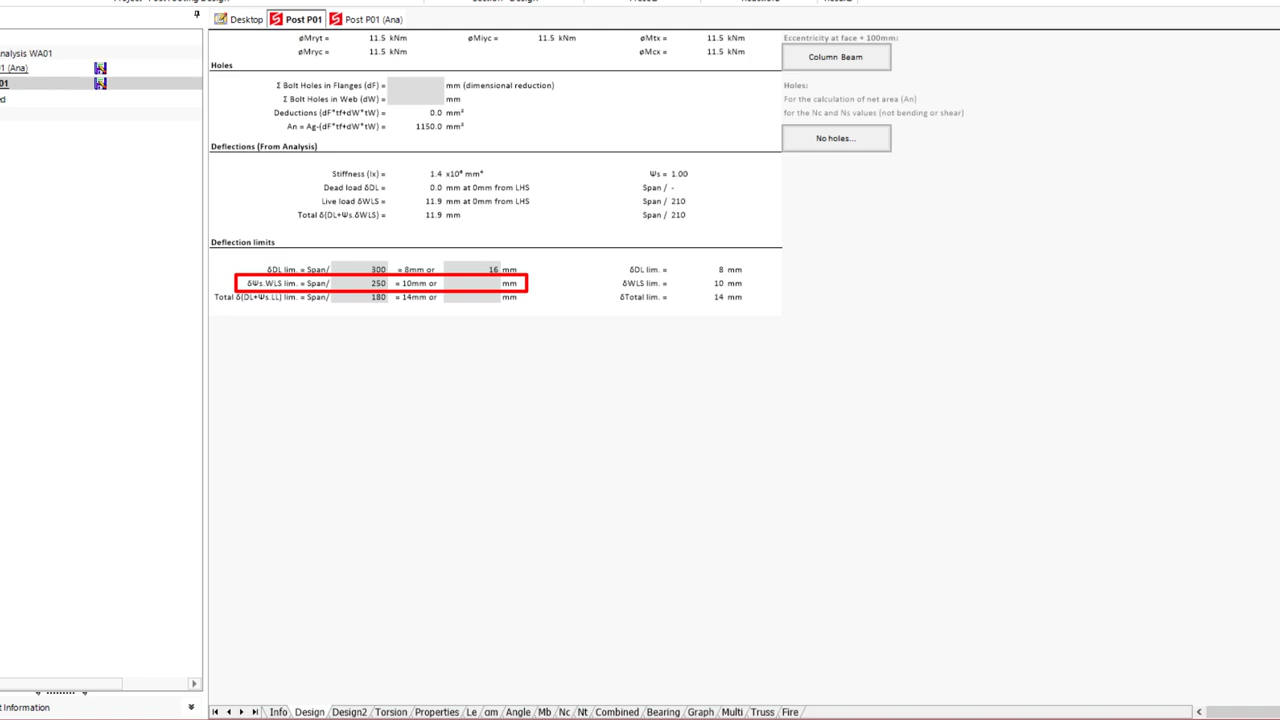 Desktop Post P01 Post P01 (Ana)
nalysis WA01
1 (Ana)
01
ed
øMryt = 11.5 kNm øMiyc = 11.5 kNm øMtx = 11.5 kNm
øMryc = 11.5 kNm øMcx = 11.5 kNm
Eccentricity at face + 100mm:
Column Beam
Holes
Σ Bolt Holes in Flanges (dF) = mm (dimensional reduction)
Σ Bolt Holes in Web (dW) = mm
Deductions (dF*tf+dW*tW) = 0.0 mm²
An = Ag-(dF*tf+dW*tW) = 1150.0 mm²
Holes:
For the calculation of net area (An)
for the Nc and Ns values (not bending or shear)
No holes...
Deflections (From Analysis)
Stiffness (Ix) = 1.4 x10⁶ mm⁴ Ψs = 1.00
Dead load δDL = 0.0 mm at 0mm from LHS Span / -
Live load δWLS = 11.9 mm at 0mm from LHS Span / 210
Total δ(DL+Ψs.δWLS) = 11.9 mm Span / 210
Deflection limits
δDL lim. = Span/ 300 = 8mm or 16 mm δDL lim. = 8 mm
δΨs.WLS lim. = Span/ 250 = 10mm or mm δWLS lim. = 10 mm
Total δ(DL+Ψs.LL) lim. = Span/ 180 = 14mm or mm δTotal lim. = 14 mm
t Information
Info Design Design2 Torsion Properties Le αm Angle Mb Nc Nt Combined Bearing Graph Multi Truss Fire